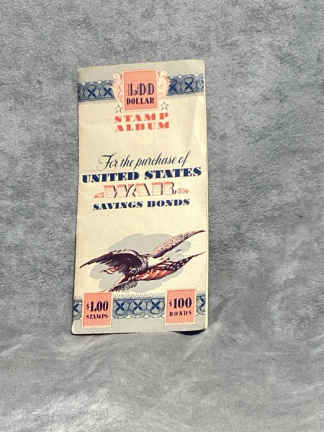 1.00
DOLLAR
STAMP
ALBUM
For the purchase of
UNITED STATES
WAR
SAVINGS BONDS
$1.00
STAMPS
$100
BONDS